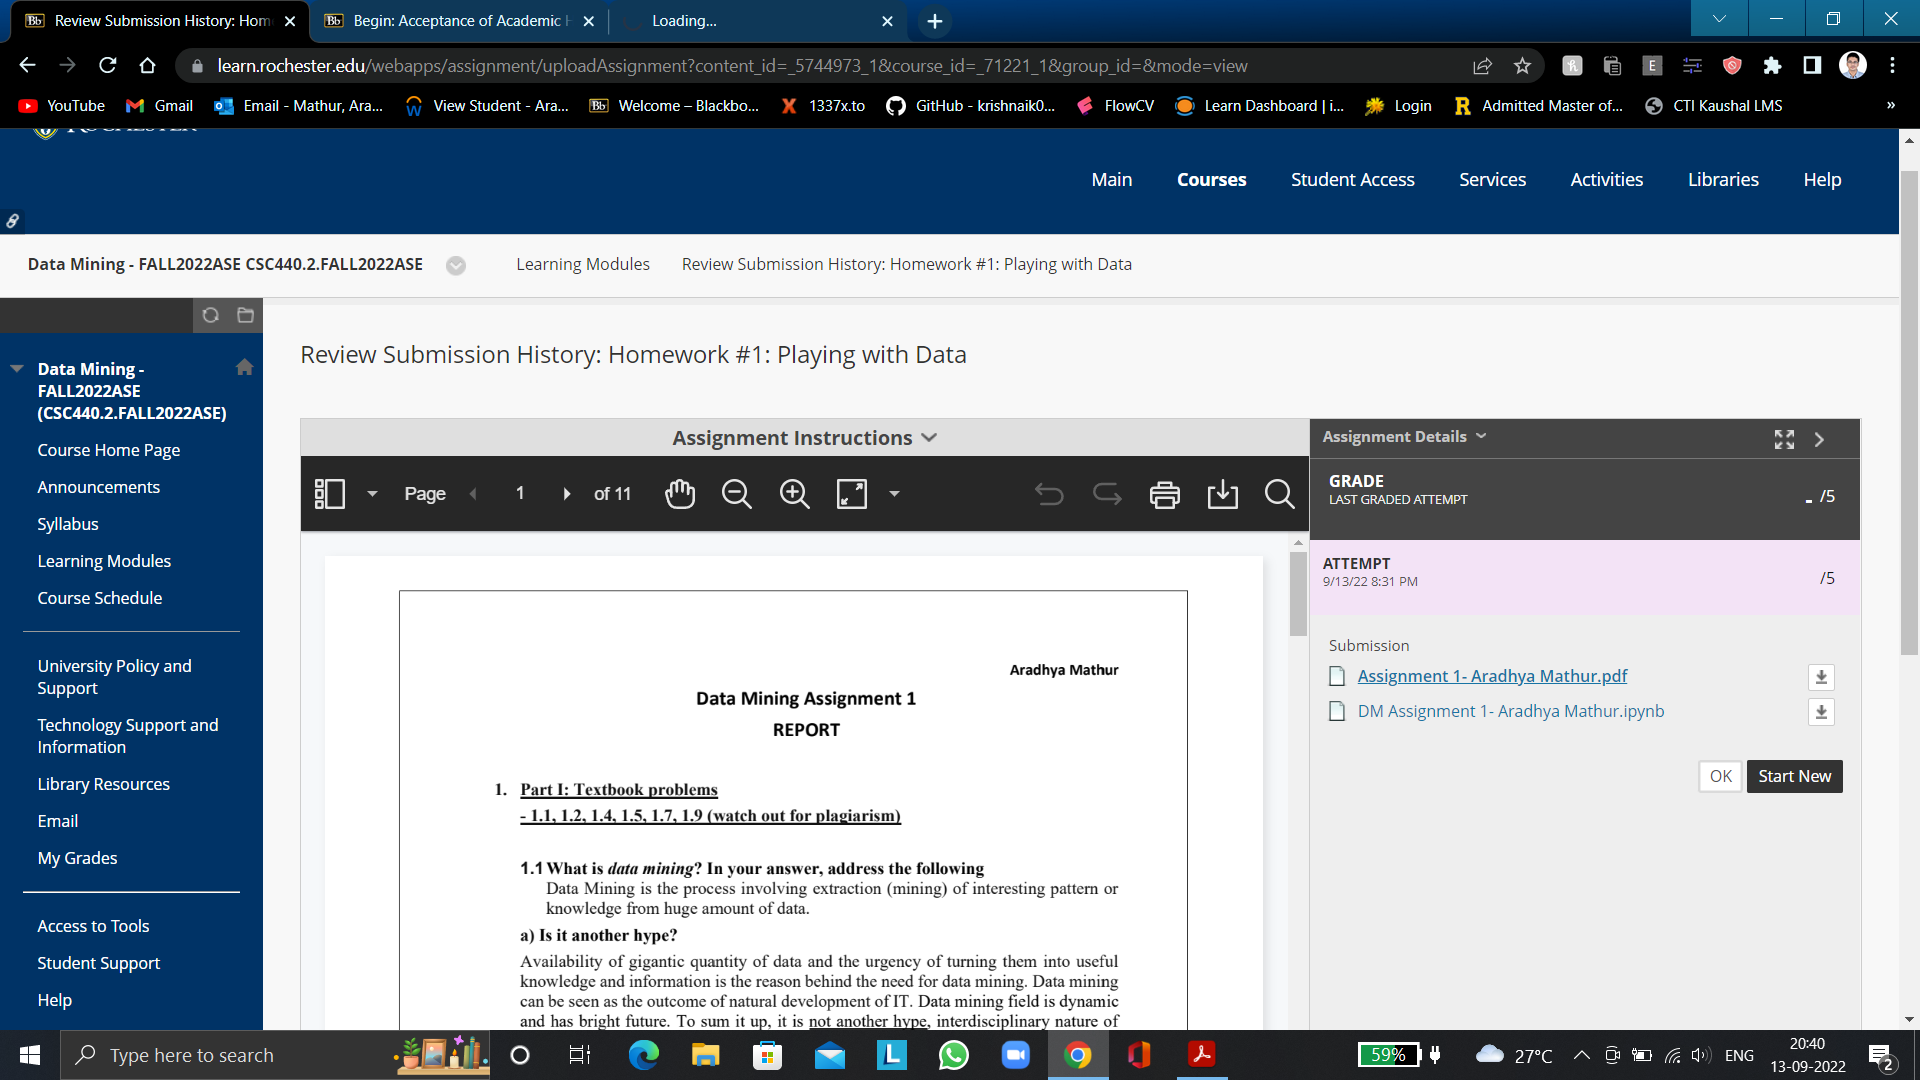 Review Submission History: Hom
Begin: Acceptance of Academic
Loading...
learn.rochester.edu/webapps/assignment/uploadAssignment?content_id=_5744973_1&course_id=_71221_1&group_id=&mode=view
YouTube
Gmail
Email - Mathur, Ara...
View Student - Ara...
Welcome – Blackbo...
1337x.to
GitHub - krishnaik0...
FlowCV
Learn Dashboard | i...
Login
Admitted Master of...
CTI Kaushal LMS
»
Main
Courses
Student Access
Services
Activities
Libraries
Help
Data Mining - FALL2022ASE CSC440.2.FALL2022ASE
Learning Modules
Review Submission History: Homework #1: Playing with Data
Data Mining -
FALL2022ASE
(CSC440.2.FALL2022ASE)
Course Home Page
Announcements
Syllabus
Learning Modules
Course Schedule
University Policy and
Support
Technology Support and
Information
Library Resources
Email
My Grades
Access to Tools
Student Support
Help
Review Submission History: Homework #1: Playing with Data
Assignment Instructions
Page 1 of 11
Aradhya Mathur
Data Mining Assignment 1
REPORT
1. Part I: Textbook problems
- 1.1, 1.2, 1.4, 1.5, 1.7, 1.9 (watch out for plagiarism)
1.1 What is data mining? In your answer, address the following
Data Mining is the process involving extraction (mining) of interesting pattern or
knowledge from huge amount of data.
a) Is it another hype?
Availability of gigantic quantity of data and the urgency of turning them into useful
knowledge and information is the reason behind the need for data mining. Data mining
can be seen as the outcome of natural development of IT. Data mining field is dynamic
and has bright future. To sum it up, it is not another hype, interdisciplinary nature of
Assignment Details
GRADE
LAST GRADED ATTEMPT
- /5
ATTEMPT
9/13/22 8:31 PM
/5
Submission
Assignment 1- Aradhya Mathur.pdf
DM Assignment 1- Aradhya Mathur.ipynb
OK
Start New
Type here to search
59%
27°C
ENG
20:40
13-09-2022
2